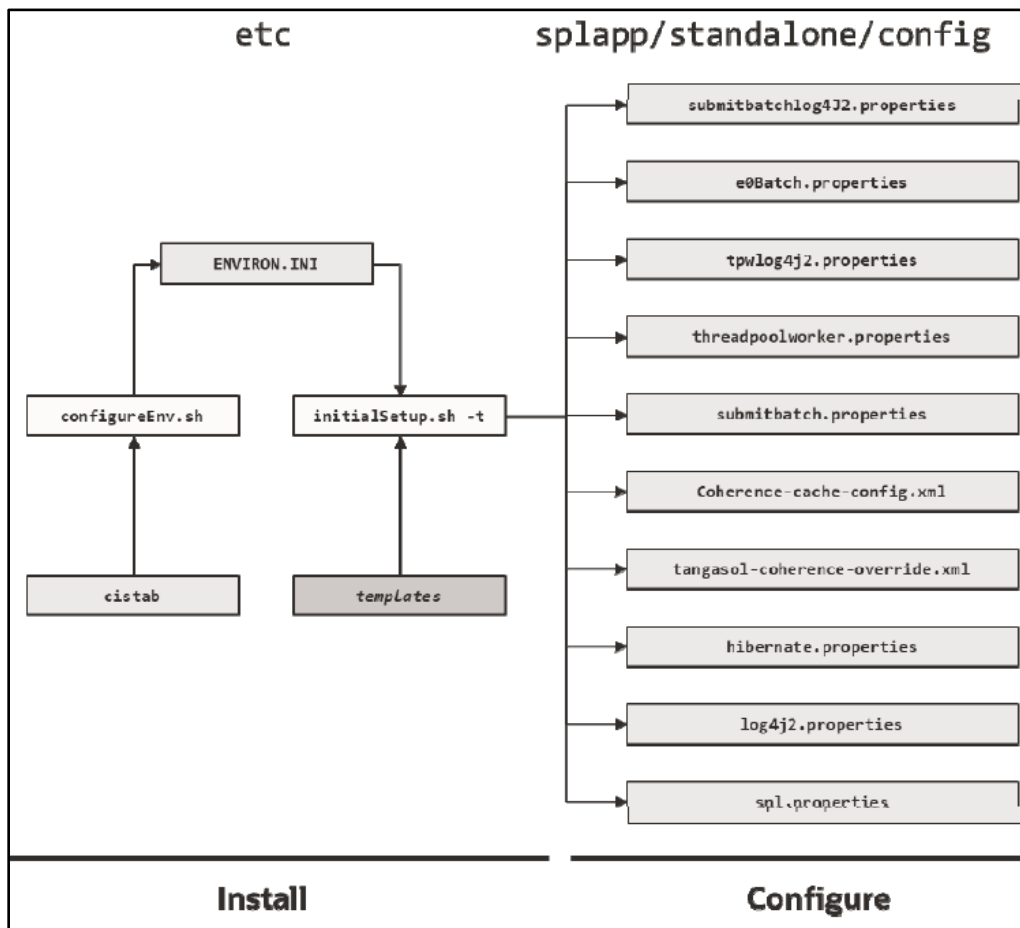 etc
splapp/standalone/config
submitbatchlog4J2.properties
e0Batch.properties
tpwlog4j2.properties
ENVIRON.INI
threadpoolworker.properties
configureEnv.sh
initialSetup.sh -t
submitbatch.properties
Coherence-cache-config.xml
tangasol-coherence-override.xml
cistab
templates
hibernate.properties
log4j2.properties
spl.properties
Install
Configure